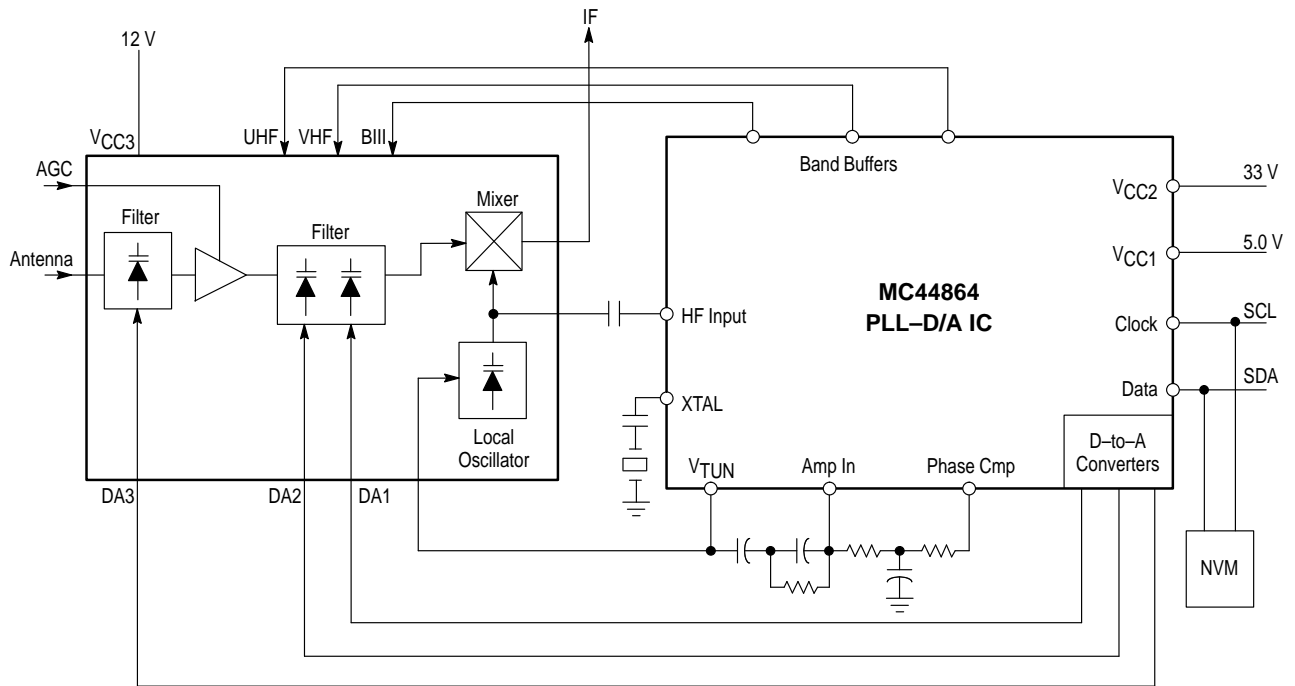 IF
12 V
VCC3
UHF
VHF
BIII
AGC
Antenna
Filter
Filter
Mixer
Local
Oscillator
DA3
DA2
DA1
Band Buffers
VCC2
33 V
VCC1
5.0 V
MC44864
PLL–D/A IC
HF Input
Clock
SCL
XTAL
Data
SDA
D–to–A
Converters
VTUN
Amp In
Phase Cmp
NVM